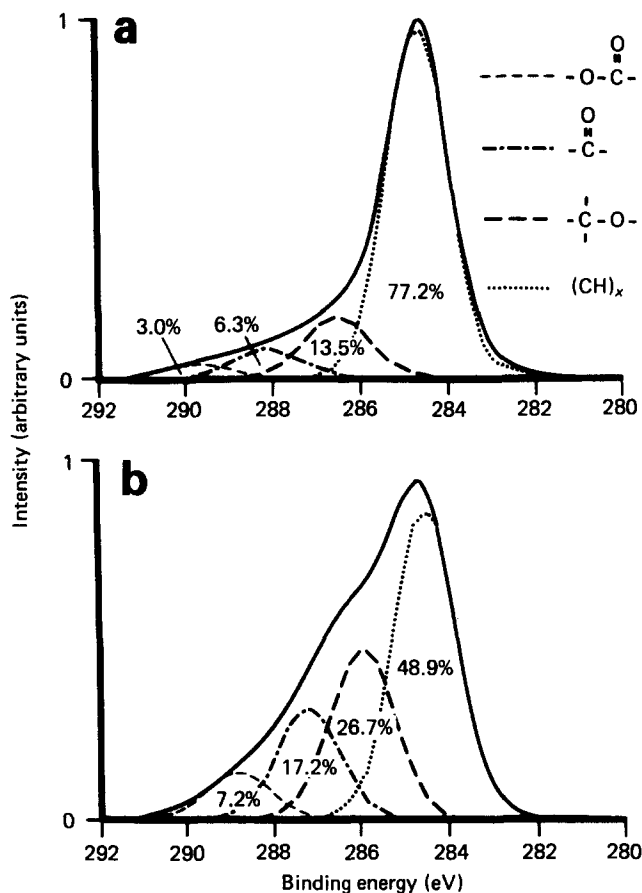 a
1
0
Intensity (arbitrary units)
3.0%
6.3%
13.5%
77.2%
O
-O-C-
O
-C-
-C-O-
(CH)x
292 290 288 286 284 282 280
b
1
0
7.2%
17.2%
26.7%
48.9%
292 290 288 286 284 282 280
Binding energy (eV)